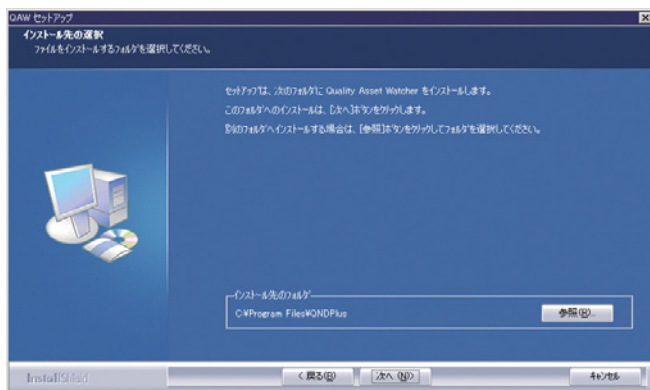 QAW セットアップ
インストール先の選択
ファイルをインストールするフォルダを選択してください。
セットアップは、次のフォルダに Quality Asset Watcher をインストールします。
このフォルダへのインストールは、[次へ]ボタンをクリックします。
別のフォルダへインストールする場合は、[参照]ボタンをクリックしてフォルダを選択してください。
インストール先のフォルダ
C:¥Program Files¥QNDPlus
参照(R)...
InstallShield
< 戻る(B)
次へ (N)>
キャンセル